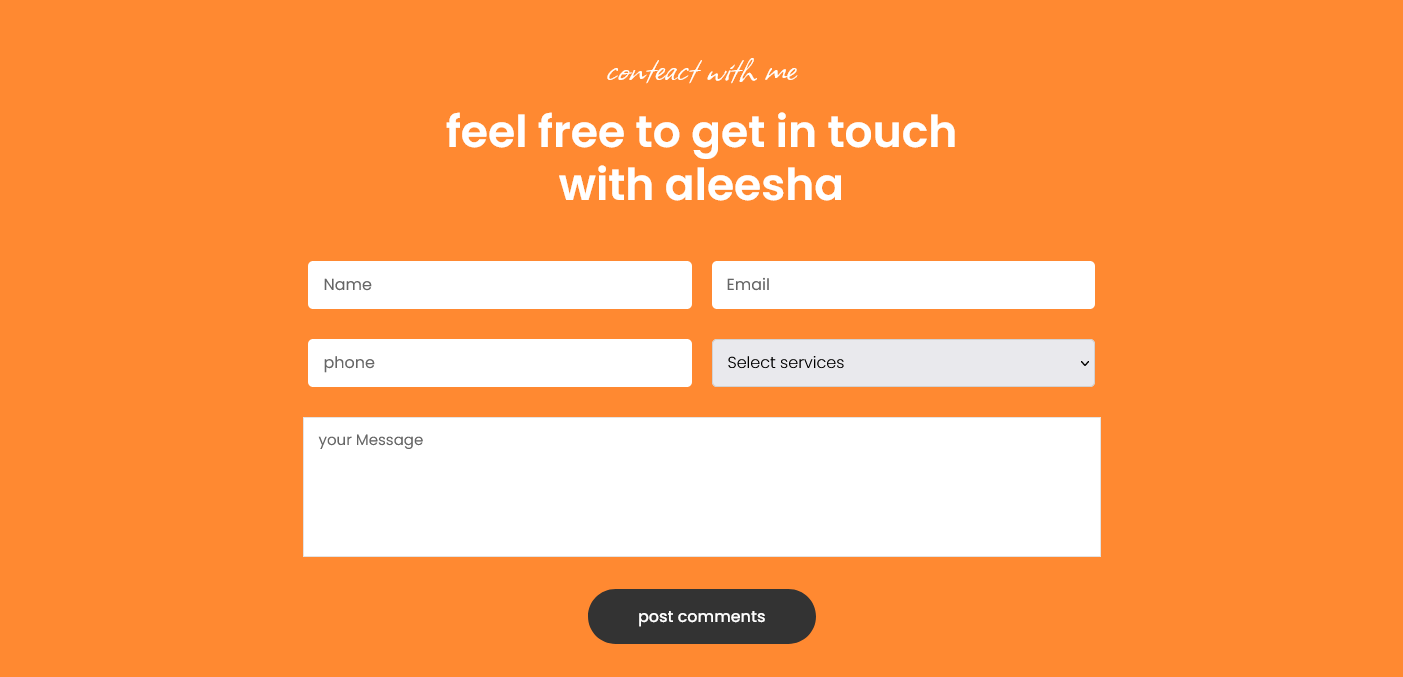 conteact with me
feel free to get in touch
with aleesha
Name
Email
phone
Select services
your Message
post comments